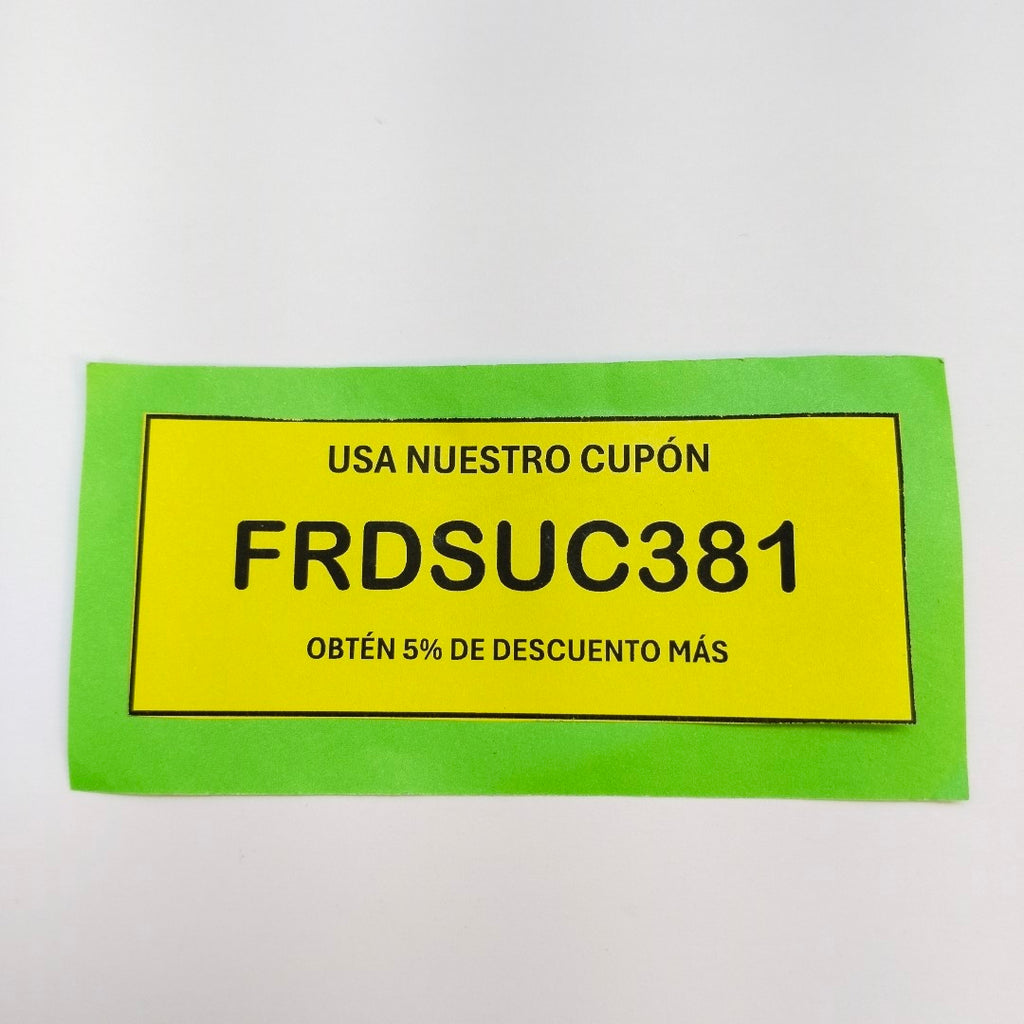 USA NUESTRO CUPÓN
FRDSUC381
OBTÉN 5% DE DESCUENTO MÁS